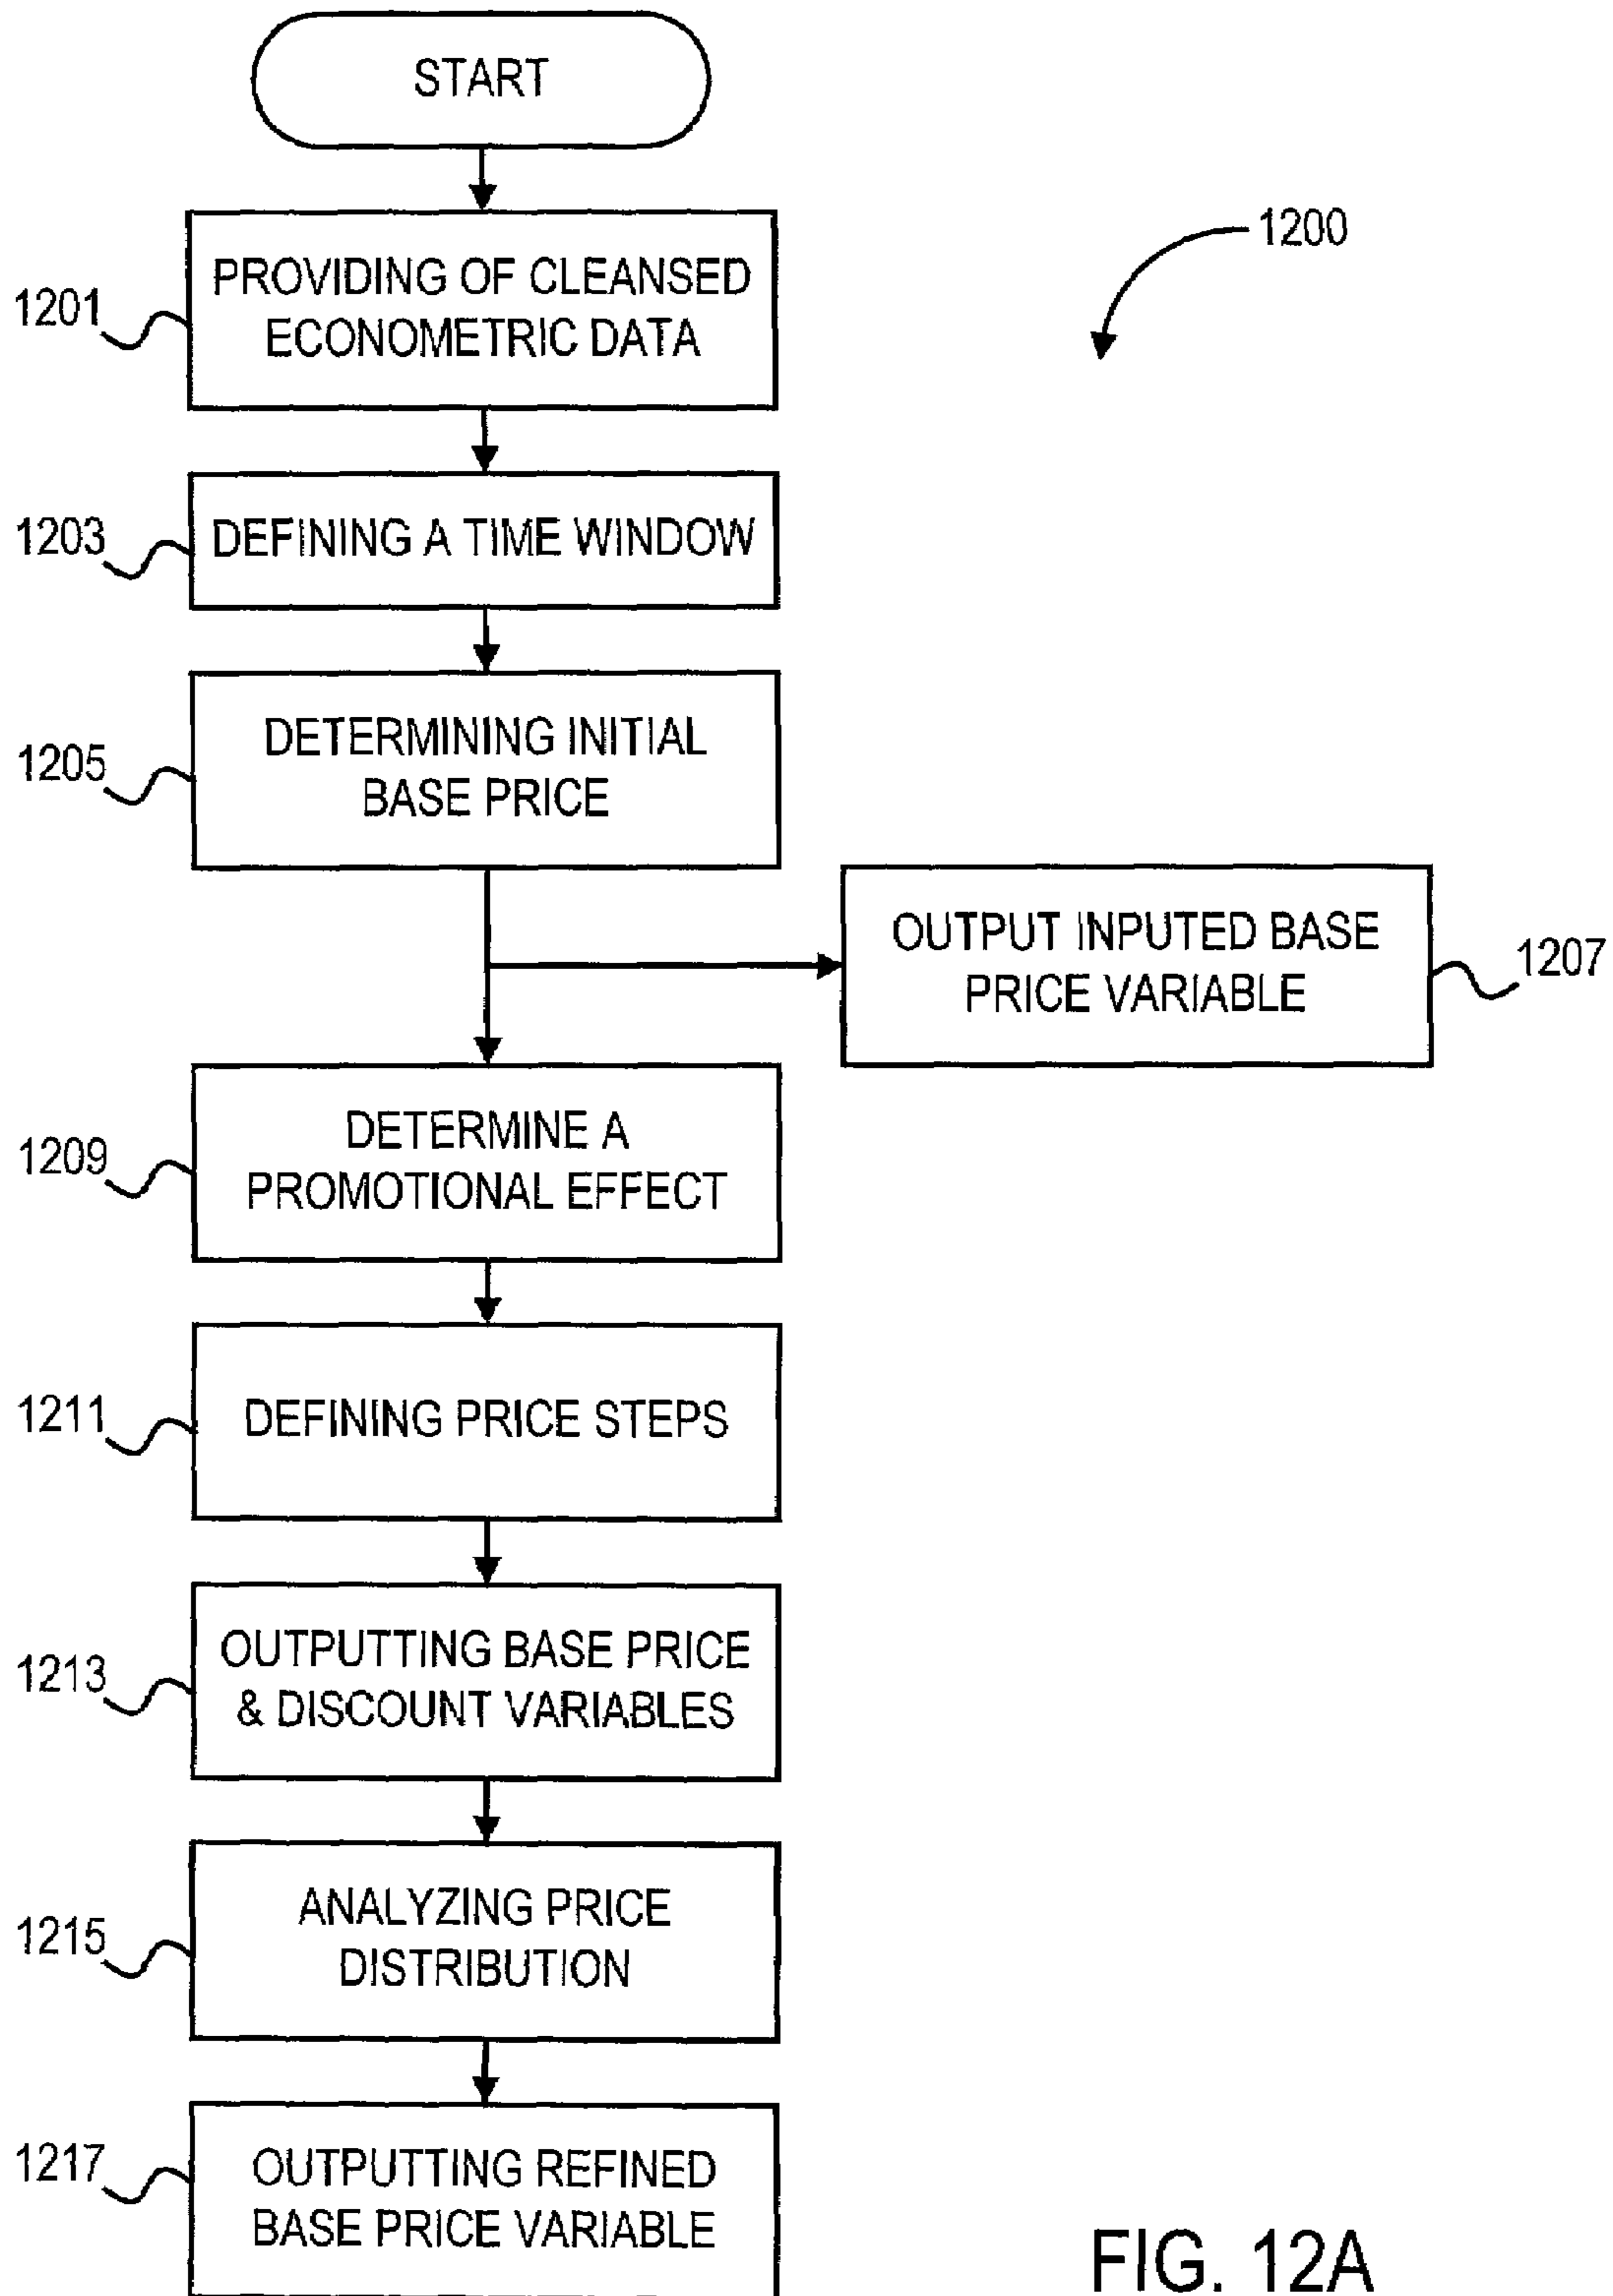 START
1200
PROVIDING OF CLEANSED
ECONOMETRIC DATA
1201
DEFINING A TIME WINDOW
1203
DETERMINING INITIAL
BASE PRICE
1205
OUTPUT INPUTED BASE
PRICE VARIABLE
1207
DETERMINE A
PROMOTIONAL EFFECT
1209
DEFINING PRICE STEPS
1211
OUTPUTTING BASE PRICE
& DISCOUNT VARIABLES
1213
ANALYZING PRICE
DISTRIBUTION
1215
OUTPUTTING REFINED
BASE PRICE VARIABLE
1217
FIG. 12A